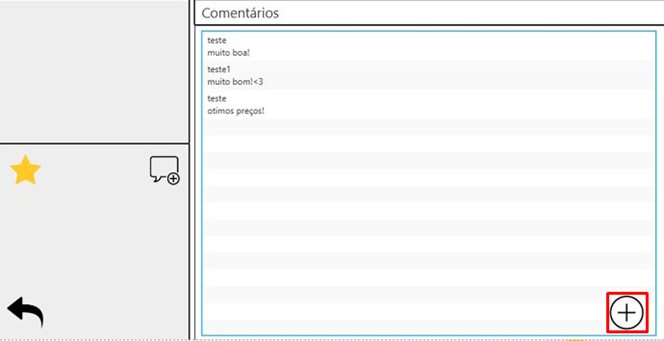 Comentários
teste
muito boa!
teste1
muito bom!<3
teste
otimos preços!